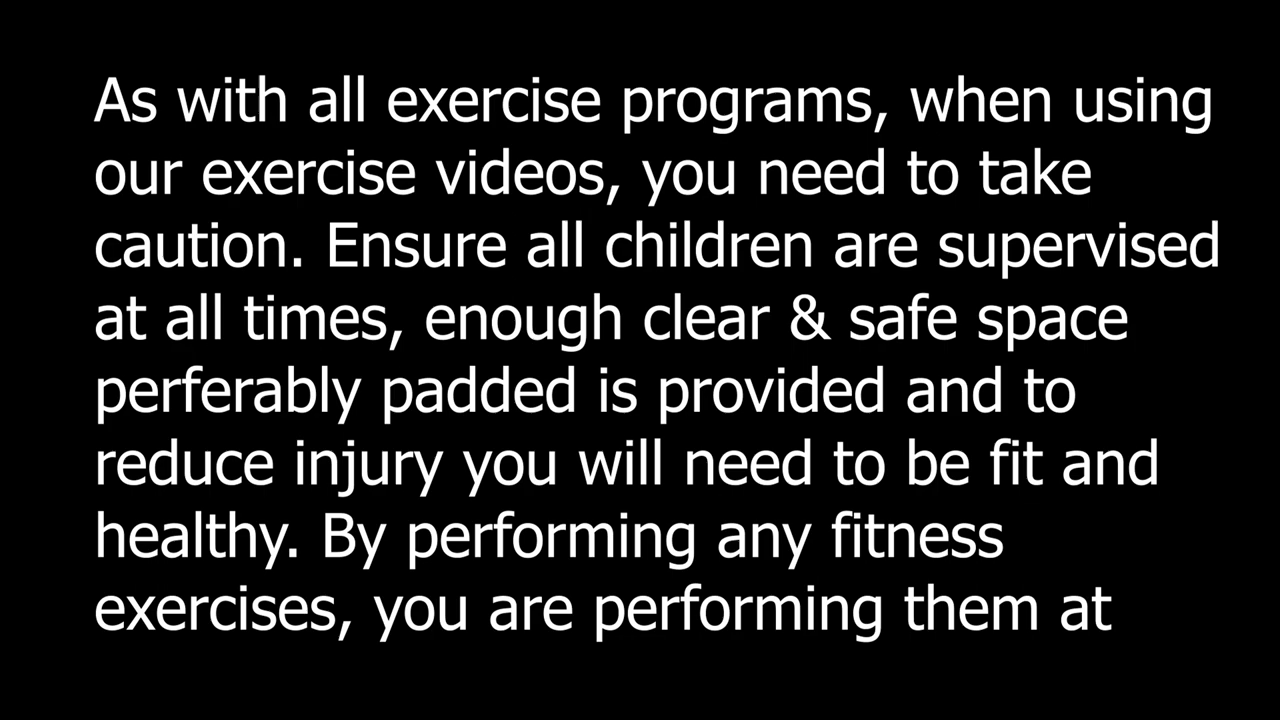 As with all exercise programs, when using
our exercise videos, you need to take
caution. Ensure all children are supervised
at all times, enough clear & safe space
perferably padded is provided and to
reduce injury you will need to be fit and
healthy. By performing any fitness
exercises, you are performing them at